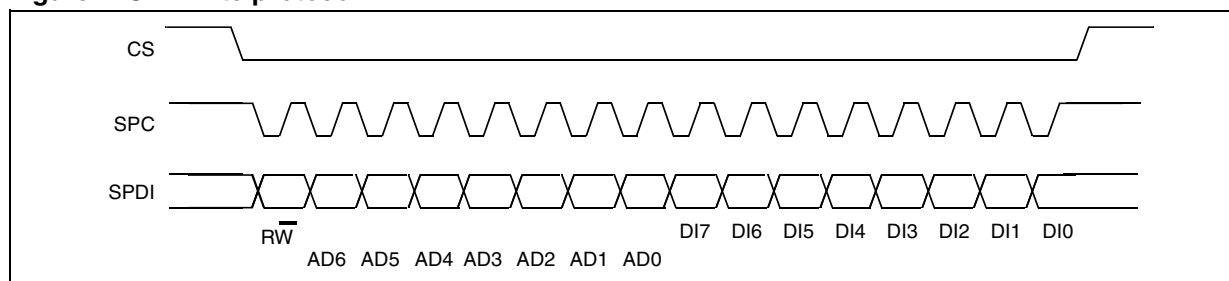 CS
SPC
SPDI
RW DI7 DI6 DI5 DI4 DI3 DI2 DI1 DI0
AD6 AD5 AD4 AD3 AD2 AD1 AD0